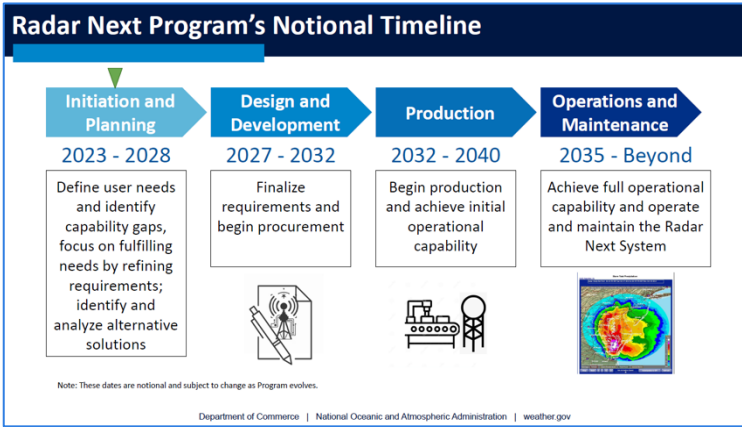 Radar Next Program's Notional Timeline
Initiation and
Planning
2023 - 2028
Define user needs
and identify
capability gaps,
focus on fulfilling
needs by refining
requirements;
identify and
analyze alternative
solutions
Design and
Development
2027 - 2032
Finalize
requirements and
begin procurement
Production
2032 - 2040
Begin production
and achieve initial
operational
capability
Operations and
Maintenance
2035 - Beyond
Achieve full operational
capability and operate
and maintain the Radar
Next System
Note: These dates are notional and subject to change as Program evolves.
Department of Commerce | National Oceanic and Atmospheric Administration | weather.gov